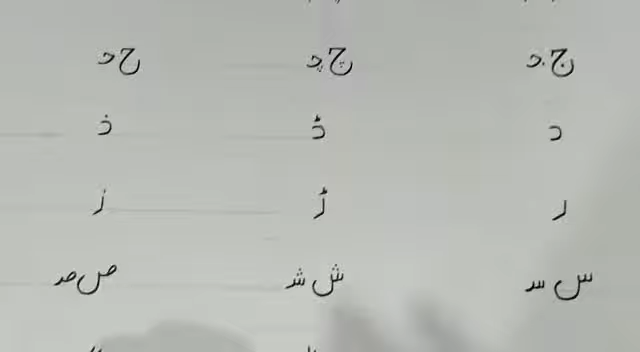 ج جـ چ چـ ح حـ
د ڈ ذ
ر ڑ ز
س سـ ش شـ ص صـ